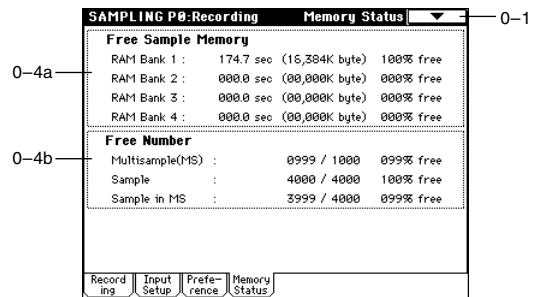 SAMPLING P0:Recording Memory Status 0–1
Free Sample Memory
0–4a
RAM Bank 1 : 174.7 sec (16,384K byte) 100% free
RAM Bank 2 : 000.0 sec (00,000K byte) 000% free
RAM Bank 3 : 000.0 sec (00,000K byte) 000% free
RAM Bank 4 : 000.0 sec (00,000K byte) 000% free
Free Number
0–4b
Multisample(MS) : 0999 / 1000 099% free
Sample : 4000 / 4000 100% free
Sample in MS : 3999 / 4000 099% free
Record Input Prefe- Memory
ing Setup rence Status